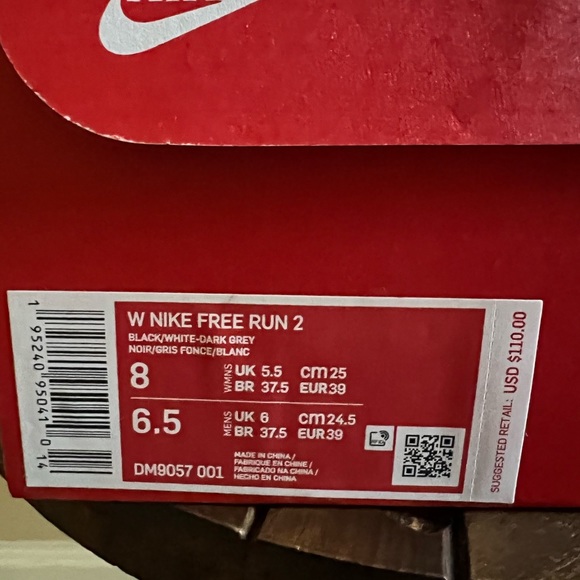 W NIKE FREE RUN 2
BLACK/WHITE-DARK GREY
NOIR/GRIS FONCE/BLANC
8 WMNS UK 5.5 cm 25
BR 37.5 EUR 39
6.5 MENS UK 6 cm 24.5
BR 37.5 EUR 39
DM9057 001
MADE IN CHINA /
FABRIQUE EN CHINE /
FABRICADO NA CHINA /
HECHO EN CHINA
1 95240 95041 0 14
SUGGESTED RETAIL: USD $110.00